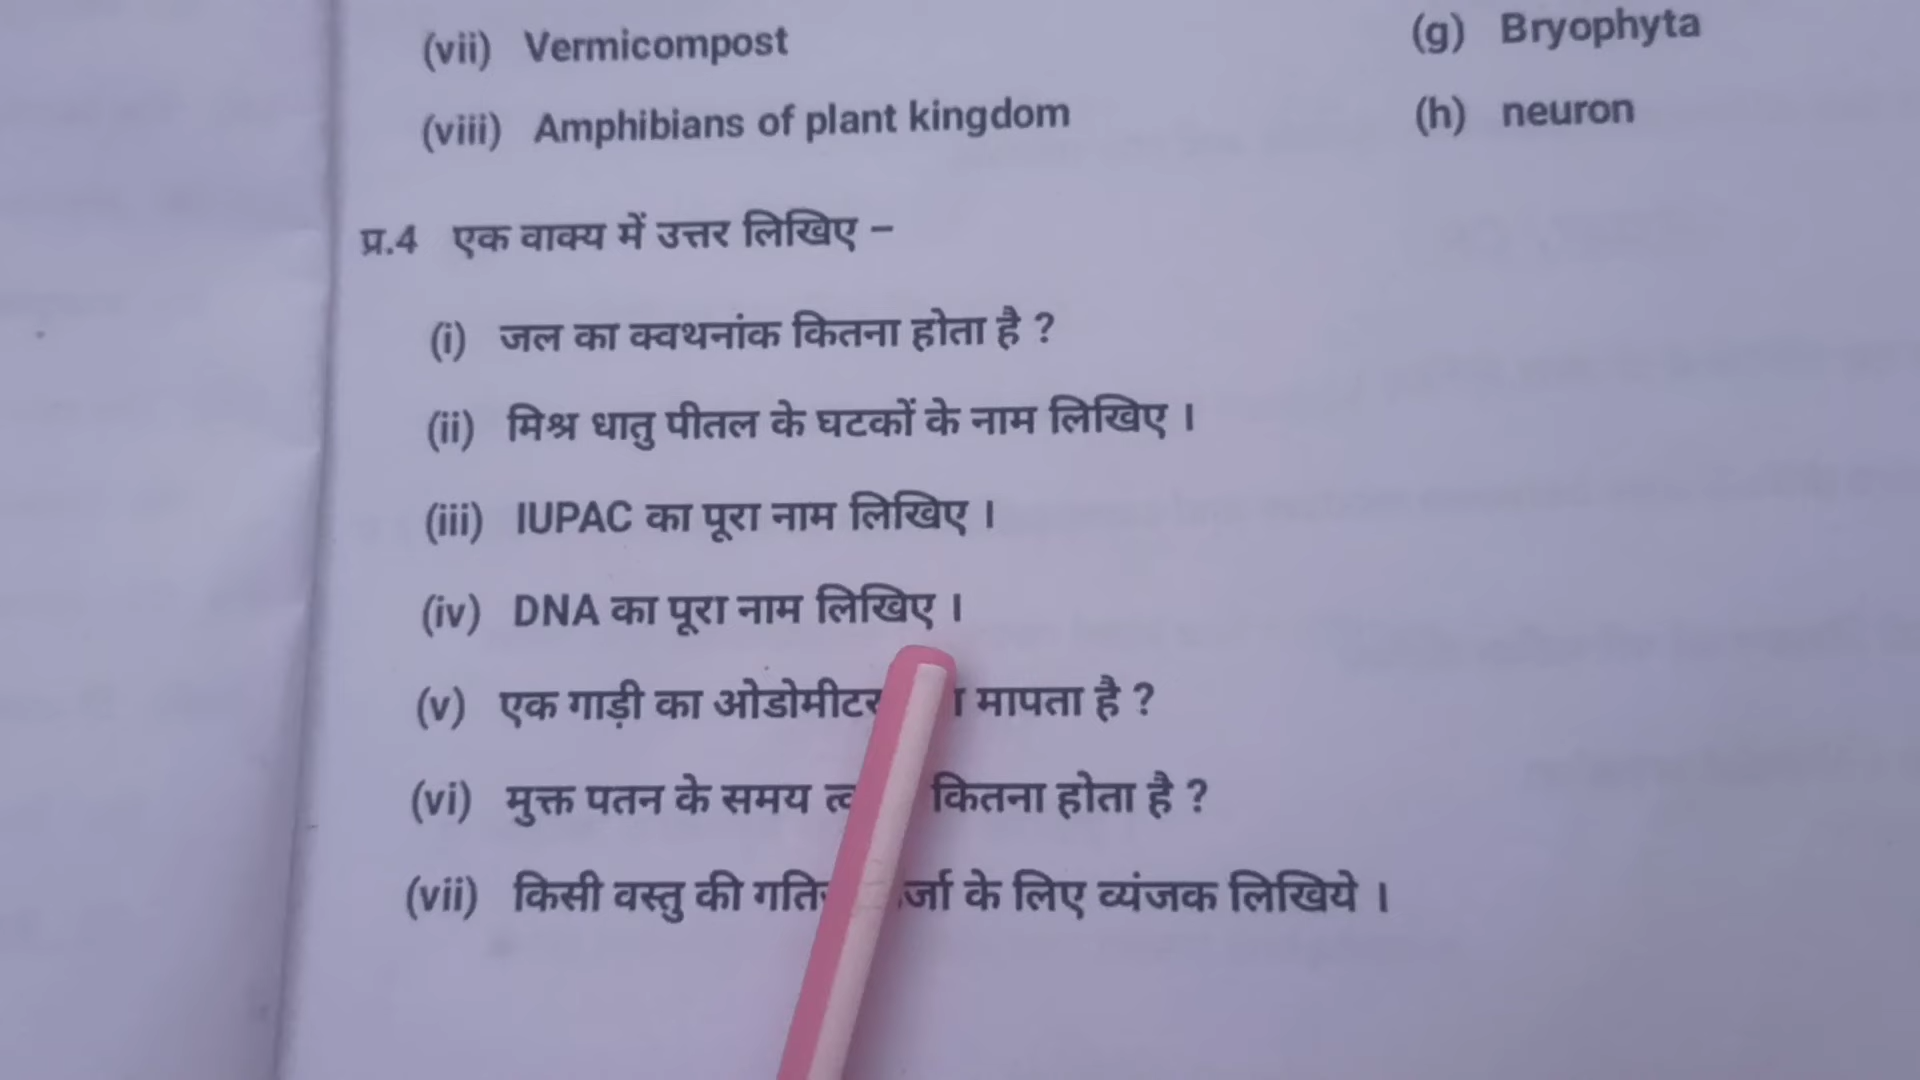 (vii) Vermicompost
(g) Bryophyta
(viii) Amphibians of plant kingdom
(h) neuron
प्र.4 एक वाक्य में उत्तर लिखिए –
(i) जल का क्वथनांक कितना होता है ?
(ii) मिश्र धातु पीतल के घटकों के नाम लिखिए ।
(iii) IUPAC का पूरा नाम लिखिए ।
(iv) DNA का पूरा नाम लिखिए ।
(v) एक गाड़ी का ओडोमीटर मापता है ?
(vi) मुक्त पतन के समय कितना होता है ?
(vii) किसी वस्तु की के लिए व्यंजक लिखिये ।